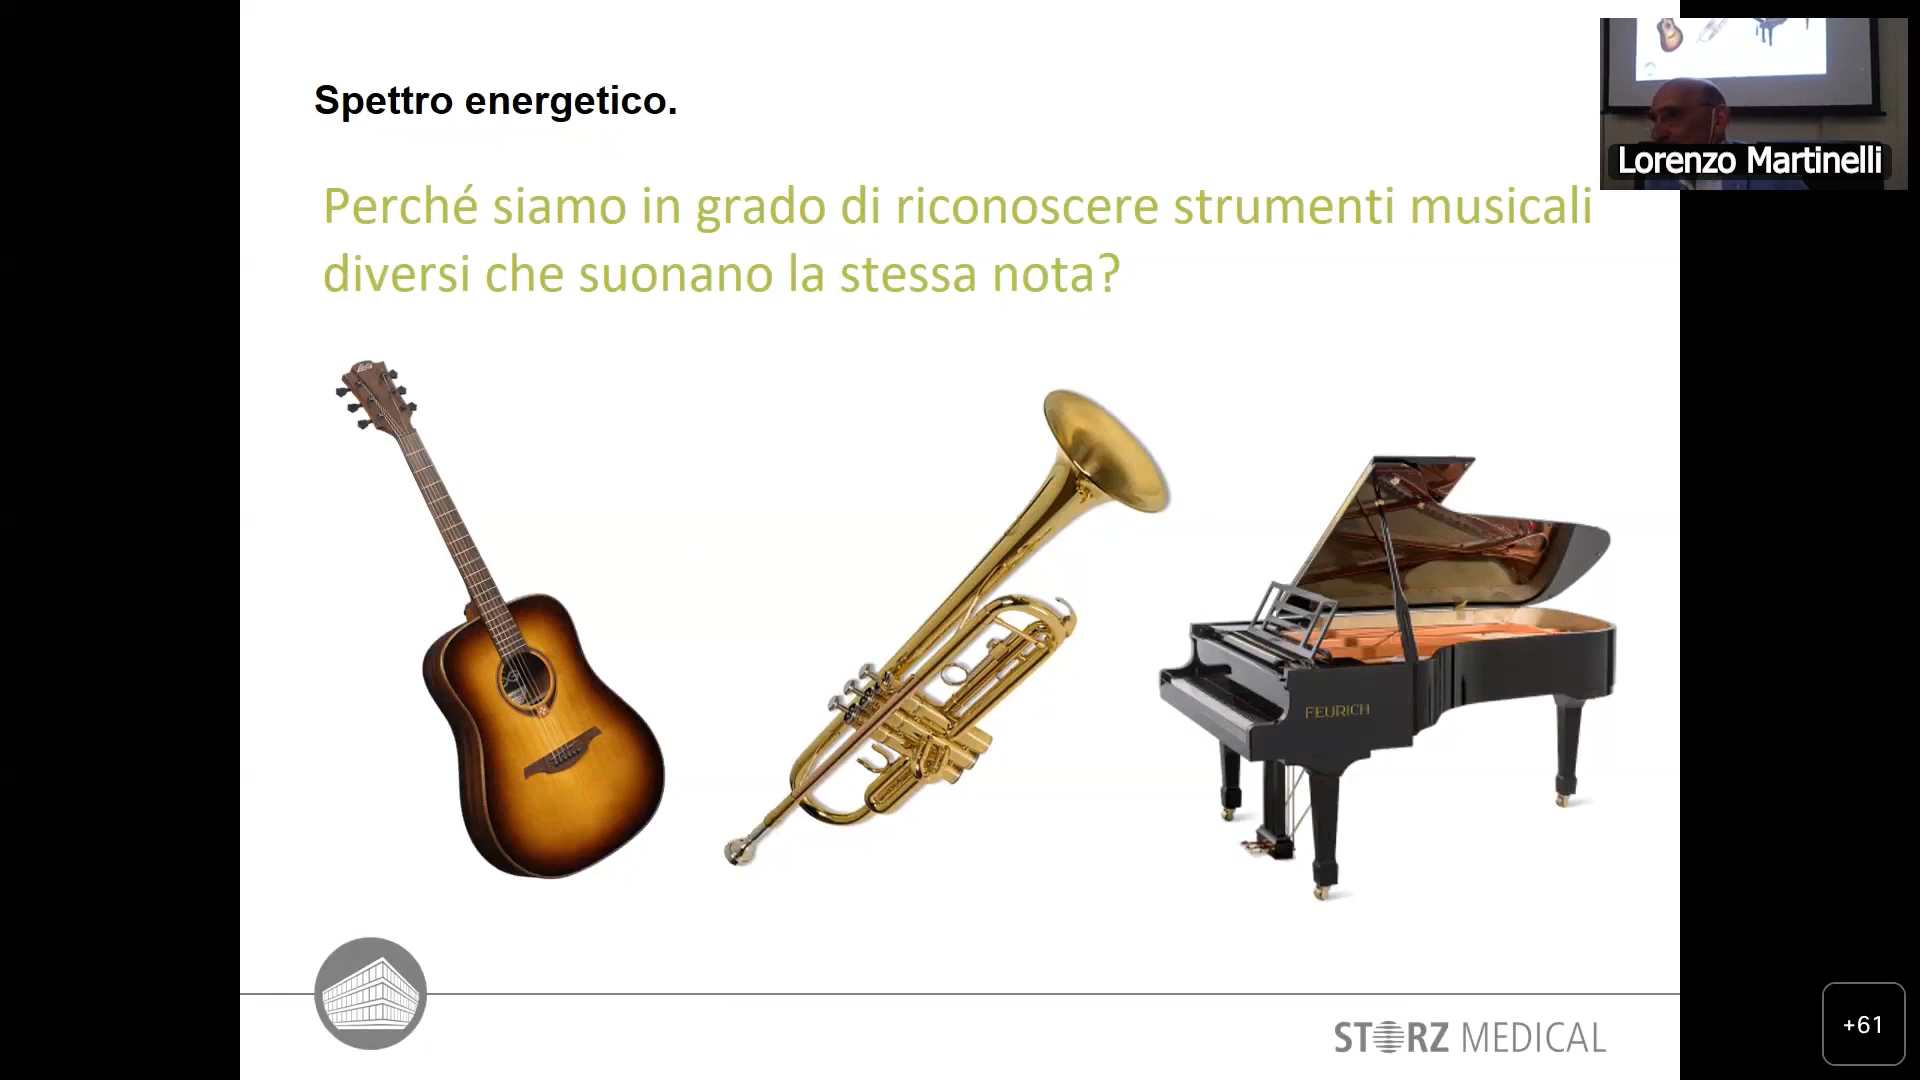 Spettro energetico.
Lorenzo Martinelli
Perché siamo in grado di riconoscere strumenti musicali
diversi che suonano la stessa nota?
FEURICH
STORZ MEDICAL
+61